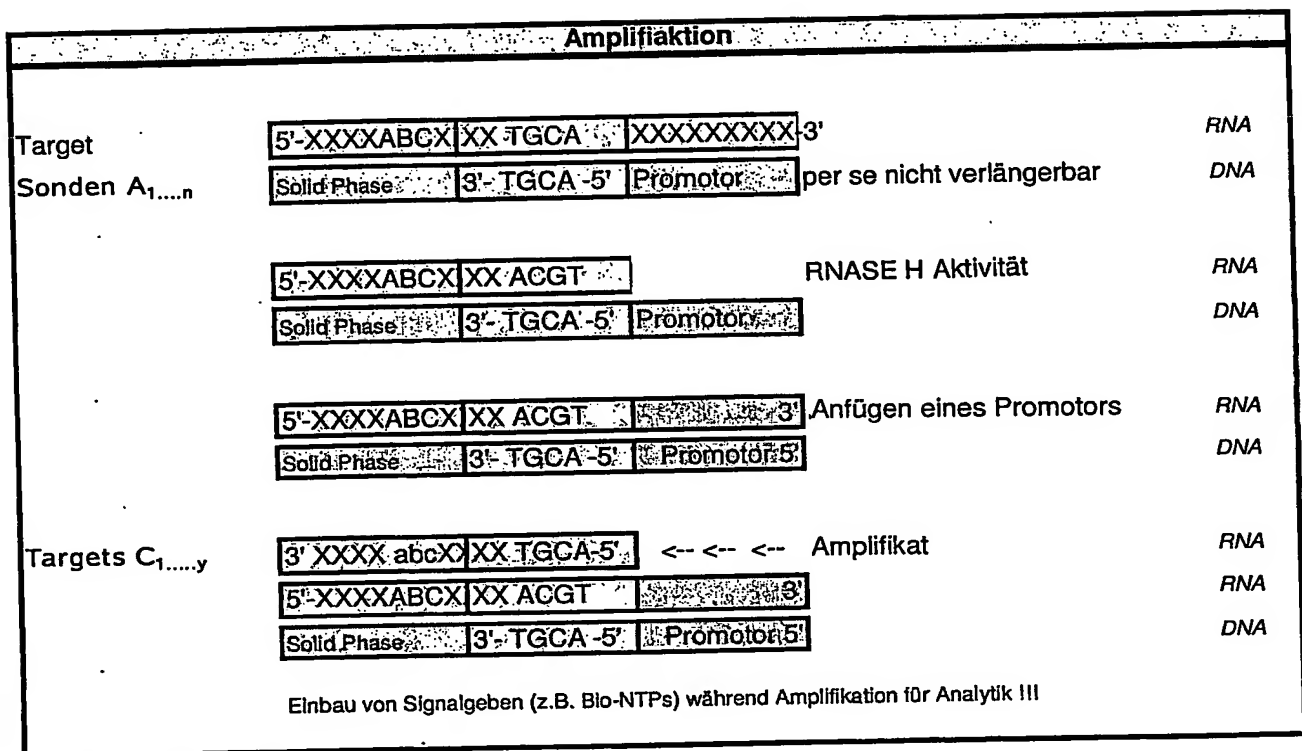 Amplifiaktion
Target 5'-XXXXABCX XX TGCA XXXXXXXXX-3' RNA
Sonden A1....n Solid Phase 3'- TGCA -5' Promotor per se nicht verlängerbar DNA
5'-XXXXABCX XX ACGT RNASE H Aktivität RNA
Solid Phase 3'- TGCA -5' Promotor DNA
5'-XXXXABCX XX ACGT 3' Anfügen eines Promotors RNA
Solid Phase 3'- TGCA -5' Promotor 5' DNA
Targets C1.....y 3' XXXX abcXX XX TGCA-5' <-- <-- <-- Amplifikat RNA
5'-XXXXABCX XX ACGT 3' RNA
Solid Phase 3'- TGCA -5' Promotor 5' DNA
Einbau von Signalgeben (z.B. Bio-NTPs) während Amplifikation für Analytik !!!